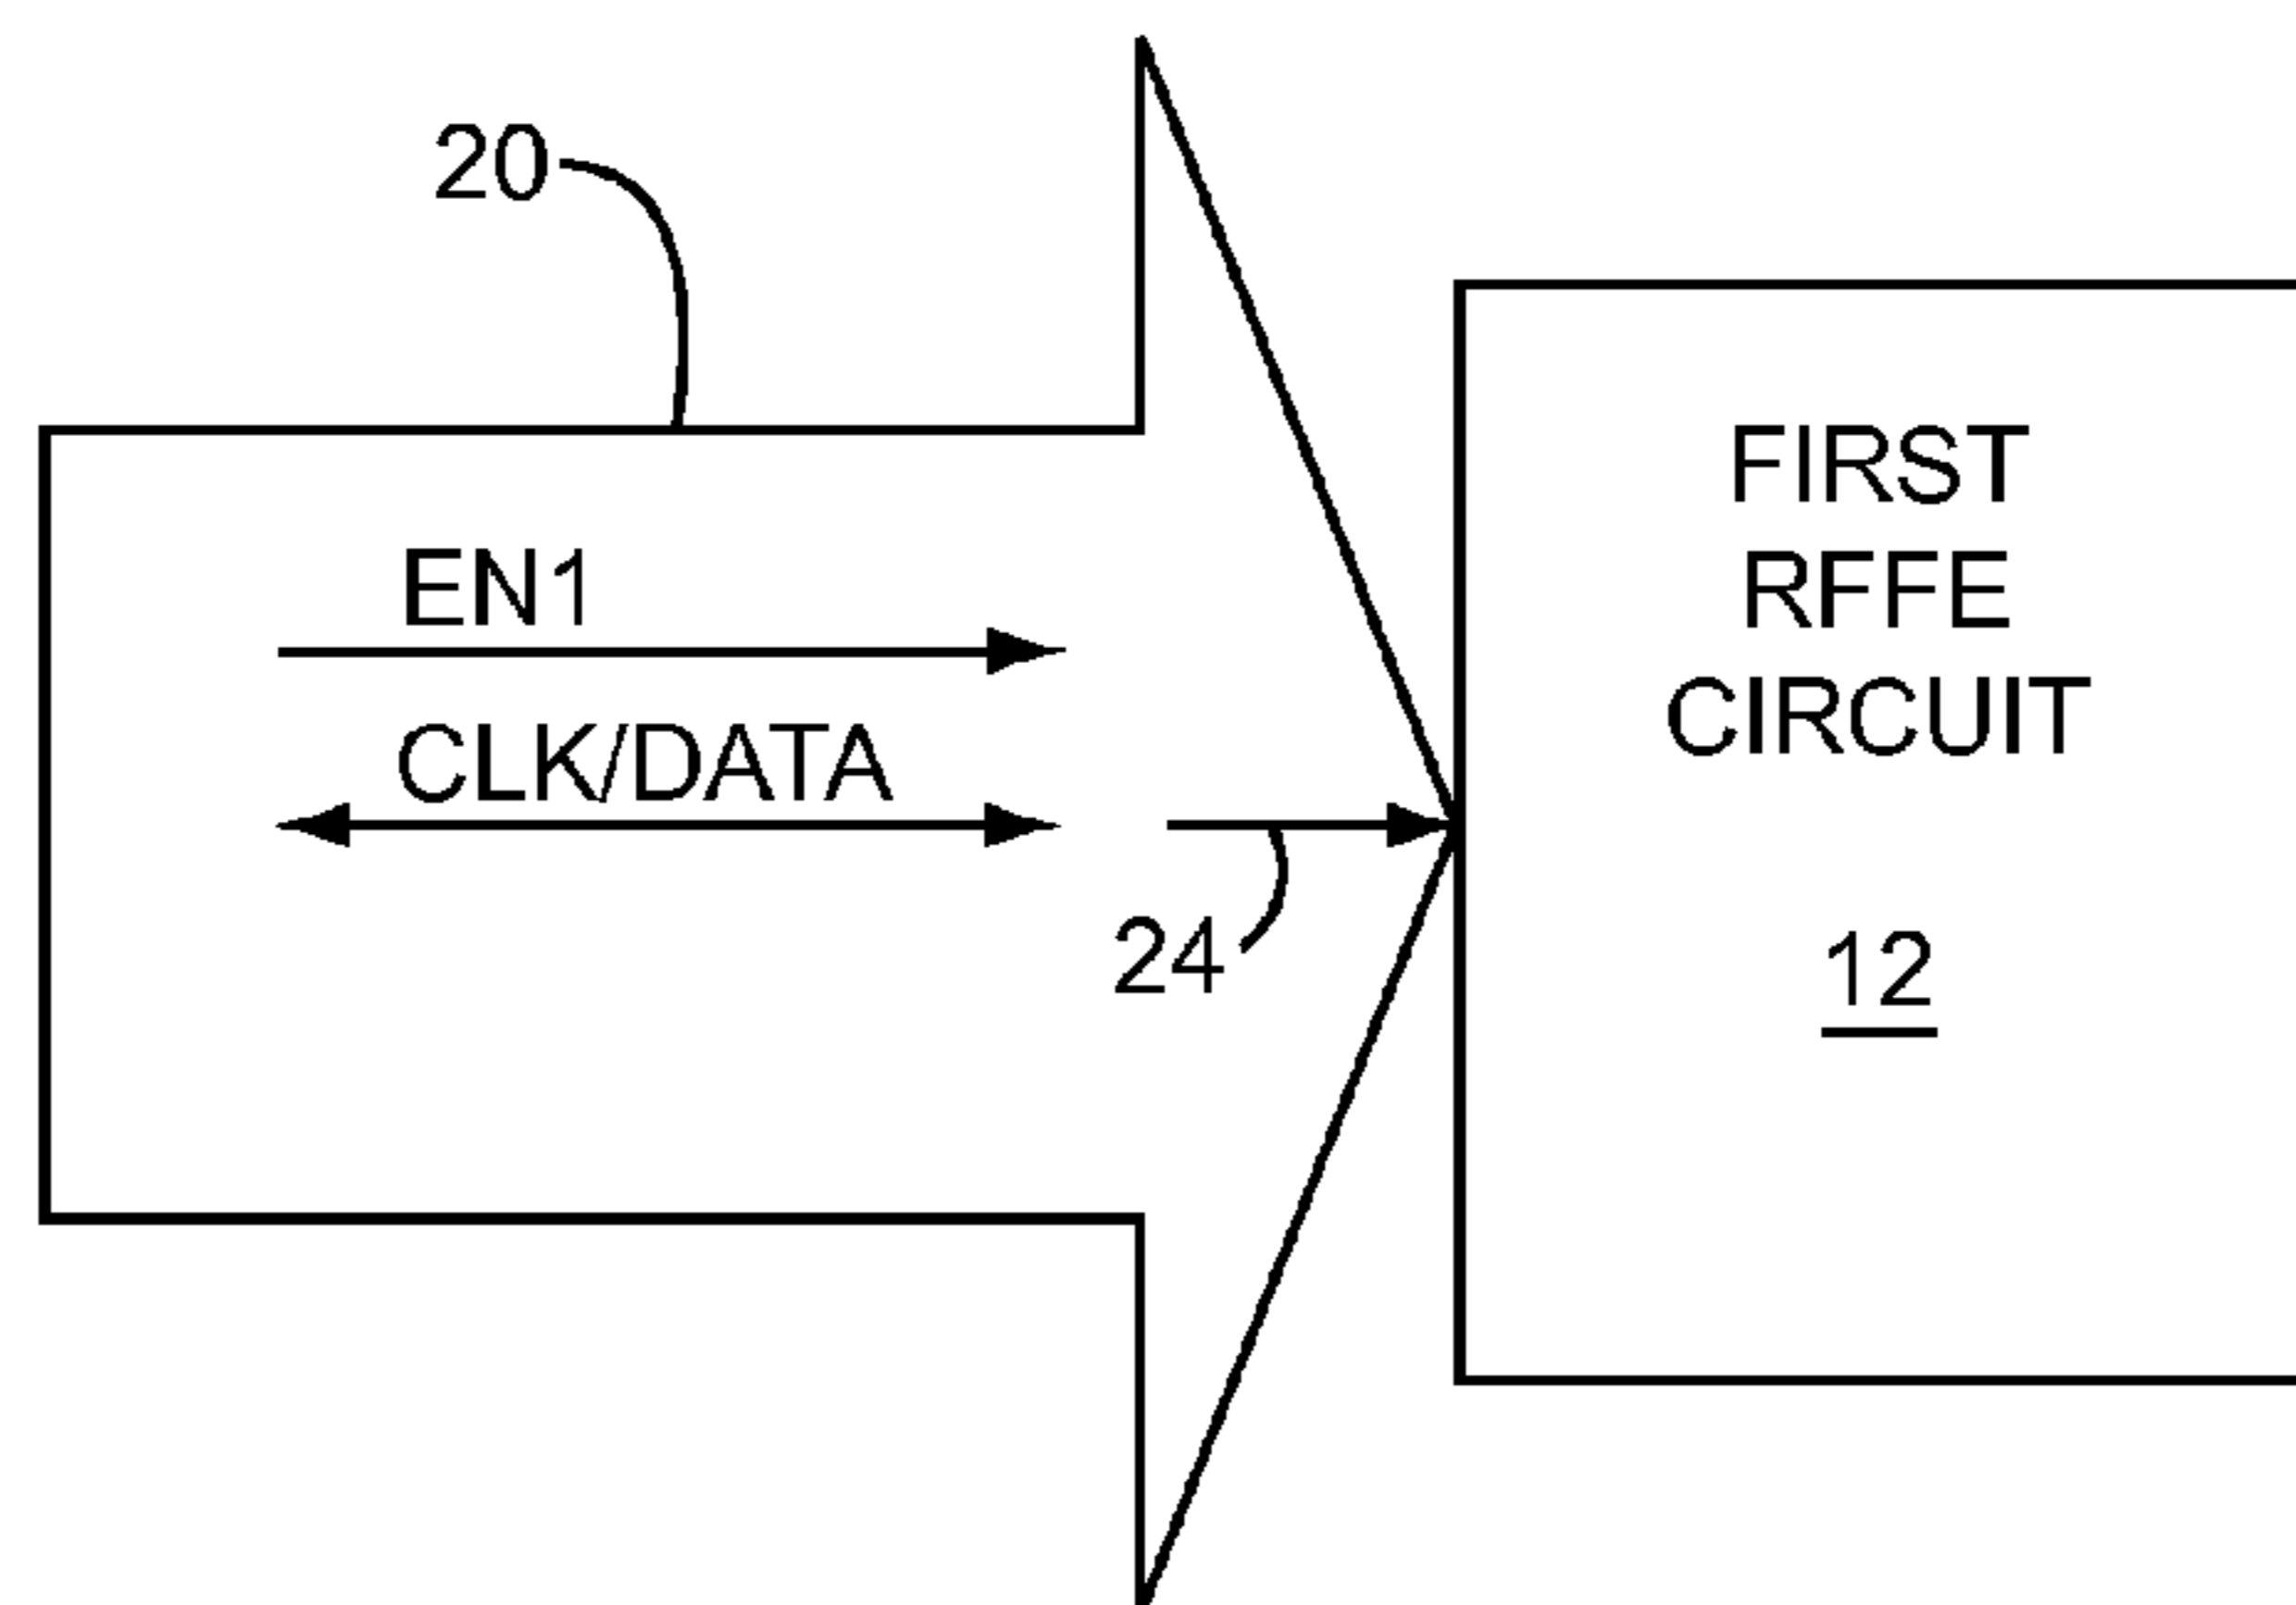 20
EN1
CLK/DATA
24
FIRST
RFFE
CIRCUIT
12